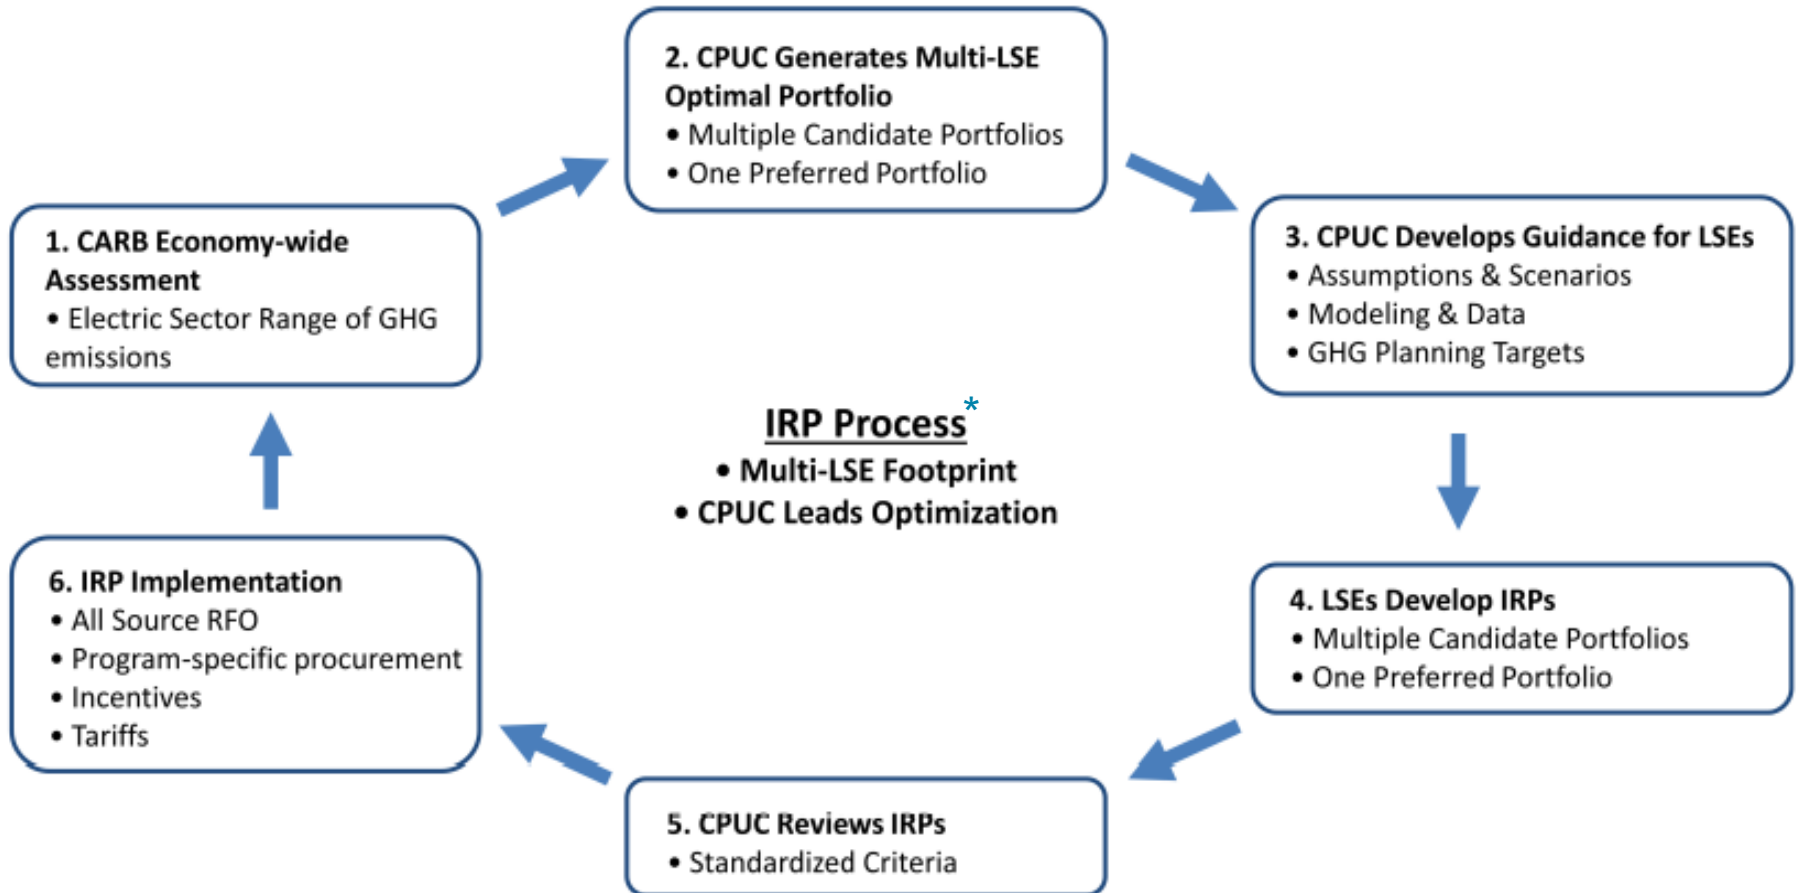 1. CARB Economy-wide
Assessment
• Electric Sector Range of GHG
emissions
2. CPUC Generates Multi-LSE
Optimal Portfolio
• Multiple Candidate Portfolios
• One Preferred Portfolio
3. CPUC Develops Guidance for LSEs
• Assumptions & Scenarios
• Modeling & Data
• GHG Planning Targets
IRP Process*
• Multi-LSE Footprint
• CPUC Leads Optimization
4. LSEs Develop IRPs
• Multiple Candidate Portfolios
• One Preferred Portfolio
5. CPUC Reviews IRPs
• Standardized Criteria
6. IRP Implementation
• All Source RFO
• Program-specific procurement
• Incentives
• Tariffs